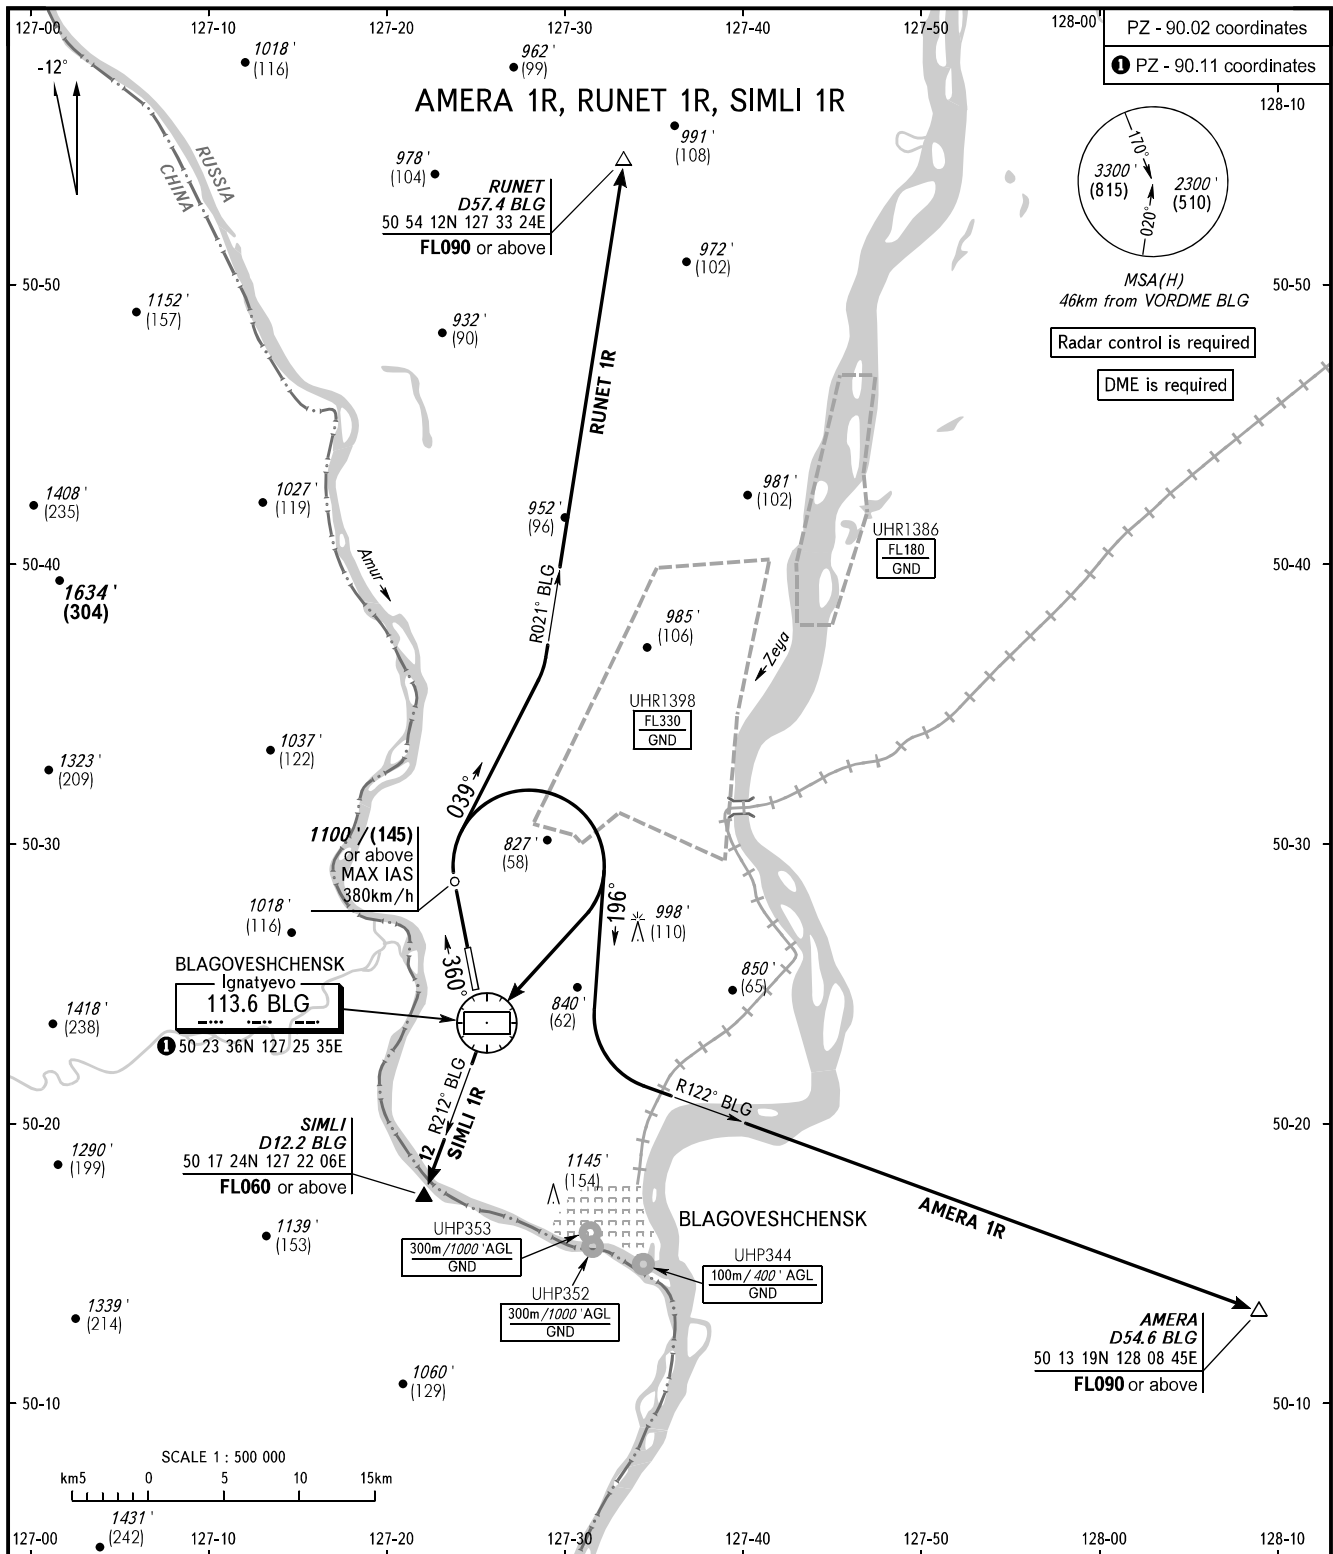 127-00
127-10
127-20
127-30
127-40
127-50
128-00
PZ - 90.02 coordinates
1 PZ - 90.11 coordinates
128-10
-12°
1018'
(116)
962'
(99)
AMERA 1R, RUNET 1R, SIMLI 1R
991'
(108)
978'
(104)
RUSSIA
CHINA
RUNET
D57.4 BLG
50 54 12N 127 33 24E
FL090 or above
170°
3300'
(815)
2300'
(510)
020°
MSA(H)
46km from VORDME BLG
Radar control is required
DME is required
972'
(102)
50-50
50-50
1152'
(157)
932'
(90)
RUNET 1R
1408'
(235)
1027'
(119)
952'
(96)
981'
(102)
UHR1386
FL180
GND
50-40
50-40
Amur
1634'
(304)
R021° BLG
985'
(106)
Zeya
UHR1398
FL330
GND
1323'
(209)
1037'
(122)
039°
1100'/(145)
or above
MAX IAS
380km/h
50-30
50-30
827'
(58)
196°
998'
(110)
1018'
(116)
360°
850'
(65)
840'
(62)
BLAGOVESHCHENSK
Ignatyevo
113.6 BLG
1 50 23 36N 127 25 35E
1418'
(238)
R212° BLG
SIMLI 1R
12
R122° BLG
50-20
50-20
SIMLI
D12.2 BLG
50 17 24N 127 22 06E
FL060 or above
1290'
(199)
1145'
(154)
AMERA 1R
BLAGOVESHCHENSK
1139'
(153)
UHP353
300m/1000'AGL
GND
UHP352
300m/1000'AGL
GND
UHP344
100m/400'AGL
GND
1339'
(214)
AMERA
D54.6 BLG
50 13 19N 128 08 45E
FL090 or above
1060'
(129)
50-10
50-10
SCALE 1 : 500 000
km5
0
5
10
15km
1431'
(242)
127-00
127-10
127-20
127-30
127-40
127-50
128-00
128-10